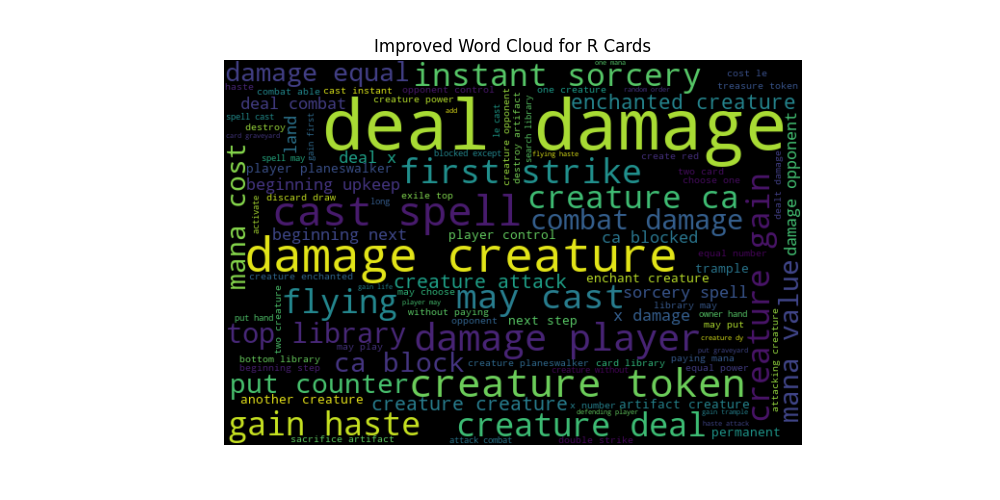 Improved Word Cloud for R Cards
one mana
damage equal
instant sorcery
cost le
haste
combat able
cast instant
opponent control
one creature
random order
treasure token
deal combat
creature power
add
enchanted creature
spell cast
destroy
card graveyard
land
gain first
deal damage
creature opponent
destroy artifact
le cast
search library
damage opponent
spell may
deal x
blocked except
flying haste
create red
player planeswalker
first strike
two card
choose one
dealt damage
mana cost
beginning upkeep
discard draw
long
exile top
creature ca
activate
cast spell
combat damage
creature gain
beginning next
player control
ca blocked
equal number
damage creature
trample
creature enchanted
gain life
creature attack
enchant creature
mana value
two creature
flying
may choose
may cast
sorcery spell
player may
library may
put hand
without paying
opponent
next step
x damage
owner hand
may put
attacking creature
top library
damage player
creature dy
may play
put graveyard
bottom library
ca block
creature planeswalker
card library
paying mana
beginning step
creature without
equal power
put counter
creature token
another creature
creature creature
x number
artifact creature
defending player
gain trample
gain haste
creature deal
haste attack
permanent
sacrifice artifact
attack combat
double strike